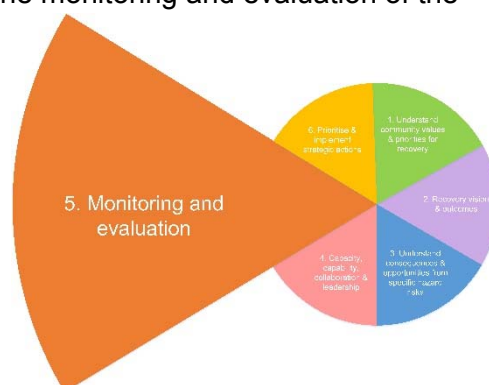 he monitoring and evaluation of the
6. Prioritise &
implement
strategic actions
1. Understand
community values
& priorities for
recovery
5. Monitoring and
evaluation
2. Recovery vision
& outcomes
4. Capacity,
capability,
collaboration &
leadership
3. Understand
consequences &
opportunities from
specific hazard
risks